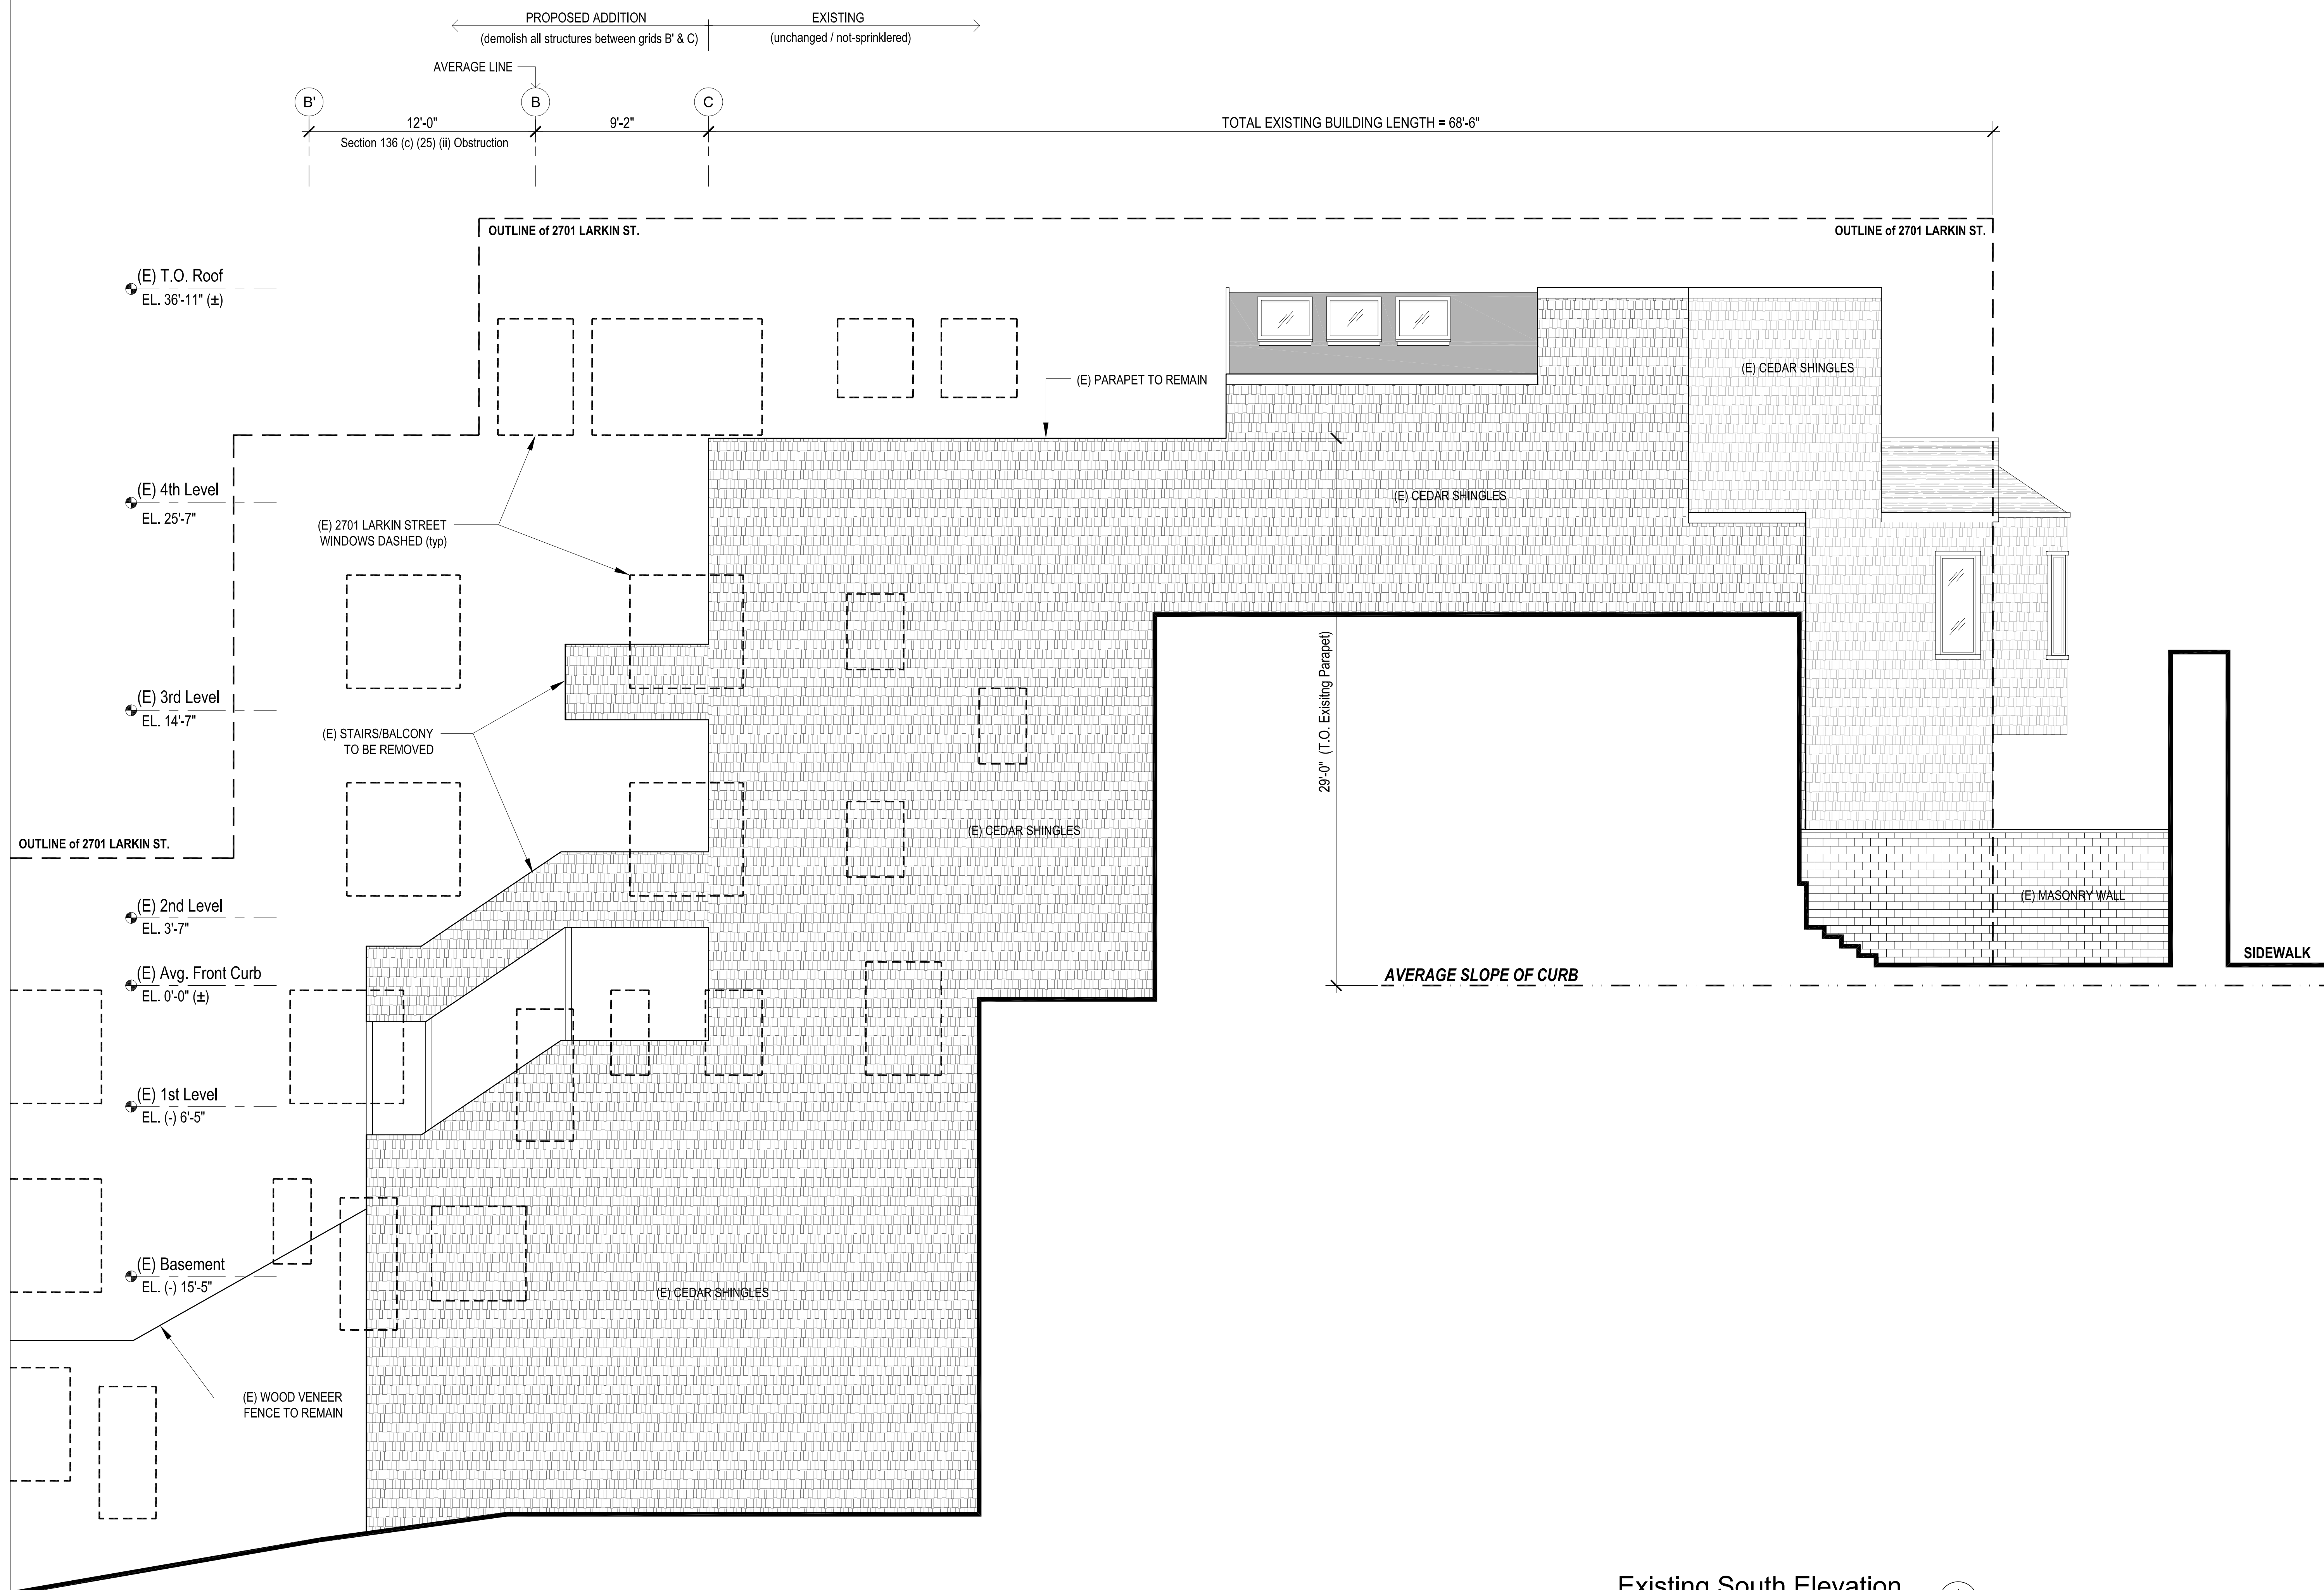 PROPOSED ADDITION
(demolish all structures between grids B' & C)
EXISTING
(unchanged / not-sprinklered)
AVERAGE LINE
B'
B
C
12'-0"
Section 136 (c) (25) (ii) Obstruction
9'-2"
TOTAL EXISTING BUILDING LENGTH = 68'-6"
OUTLINE of 2701 LARKIN ST.
OUTLINE of 2701 LARKIN ST.
(E) T.O. Roof
EL. 36'-11" (±)
(E) CEDAR SHINGLES
(E) PARAPET TO REMAIN
(E) 4th Level
EL. 25'-7"
(E) CEDAR SHINGLES
(E) 2701 LARKIN STREET
WINDOWS DASHED (typ)
(E) 3rd Level
EL. 14'-7"
(E) STAIRS/BALCONY
TO BE REMOVED
29'-0" (T.O. Exisitng Parapet)
(E) CEDAR SHINGLES
OUTLINE of 2701 LARKIN ST.
(E) MASONRY WALL
(E) 2nd Level
EL. 3'-7"
SIDEWALK
(E) Avg. Front Curb
EL. 0'-0" (±)
AVERAGE SLOPE OF CURB
(E) 1st Level
EL. (-) 6'-5"
(E) Basement
EL. (-) 15'-5"
(E) CEDAR SHINGLES
(E) WOOD VENEER
FENCE TO REMAIN
Existing South Elevation